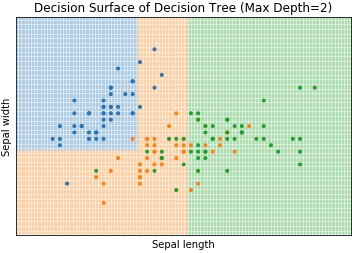 Decision Surface of Decision Tree (Max Depth=2)
Sepal width
Sepal length